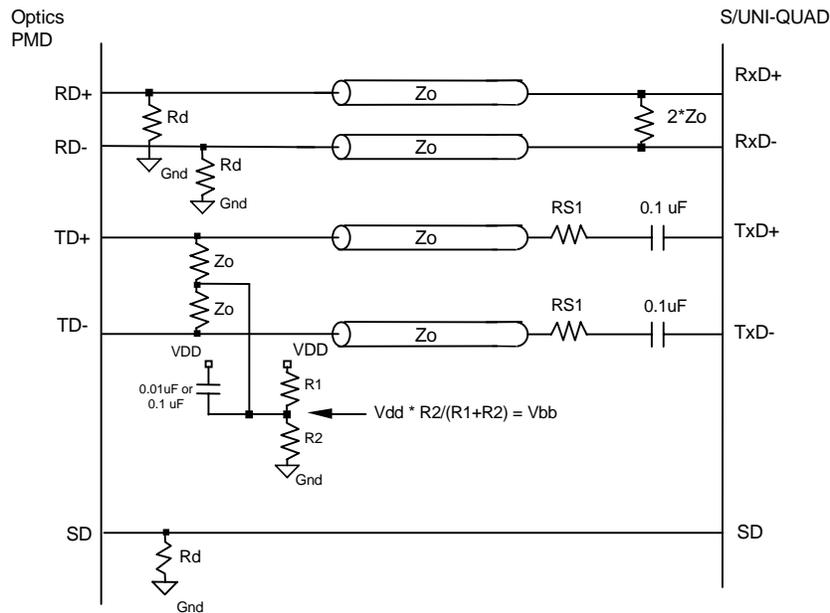 Optics
PMD
S/UNI-QUAD
RD+
Zo
RxD+
Rd
2*Zo
Gnd
RD-
Zo
RxD-
Rd
Gnd
RS1
0.1 uF
TD+
Zo
TxD+
Zo
Zo
RS1
0.1uF
TD-
Zo
TxD-
VDD
VDD
0.01uF or
0.1 uF
R1
Vdd * R2/(R1+R2) = Vbb
R2
Gnd
SD
SD
Rd
Gnd